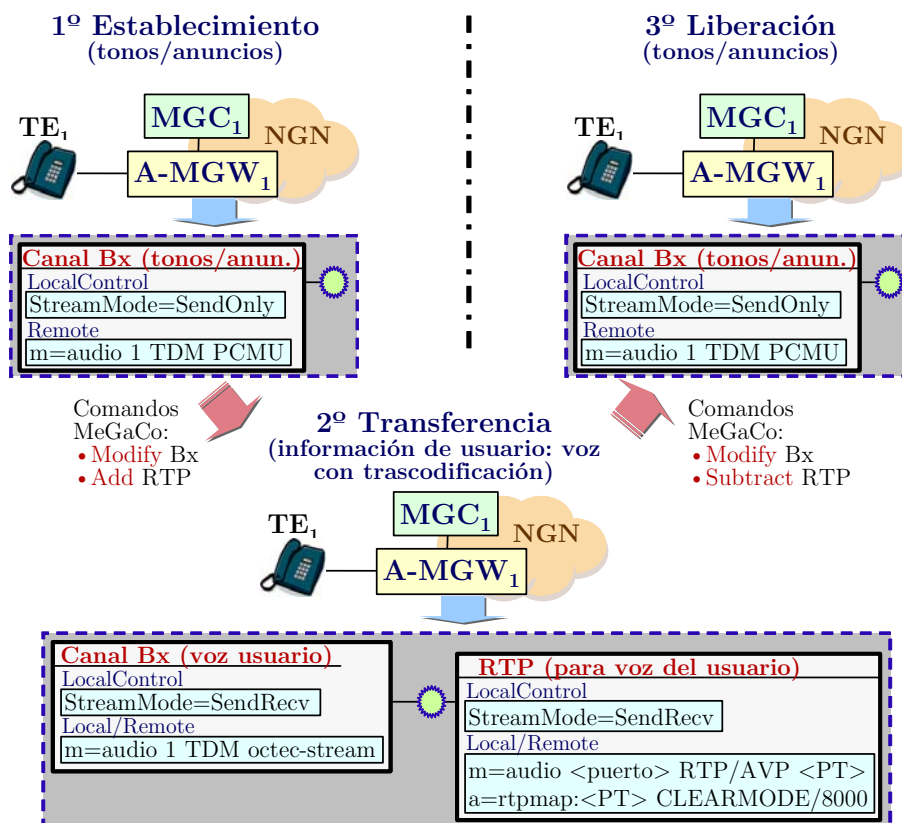 1º Establecimiento
(tonos/anuncios)
TE1
MGC1
NGN
A-MGW1
Canal Bx (tonos/anun.)
LocalControl
StreamMode=SendOnly
Remote
m=audio 1 TDM PCMU
3º Liberación
(tonos/anuncios)
TE1
MGC1
NGN
A-MGW1
Canal Bx (tonos/anun.)
LocalControl
StreamMode=SendOnly
Remote
m=audio 1 TDM PCMU
Comandos
MeGaCo:
• Modify Bx
• Add RTP
2º Transferencia
(información de usuario: voz
con trascodificación)
Comandos
MeGaCo:
• Modify Bx
• Subtract RTP
TE1
MGC1
NGN
A-MGW1
Canal Bx (voz usuario)
LocalControl
StreamMode=SendRecv
Local/Remote
m=audio 1 TDM octec-stream
RTP (para voz del usuario)
LocalControl
StreamMode=SendRecv
Local/Remote
m=audio <puerto> RTP/AVP <PT>
a=rtpmap:<PT> CLEARMODE/8000